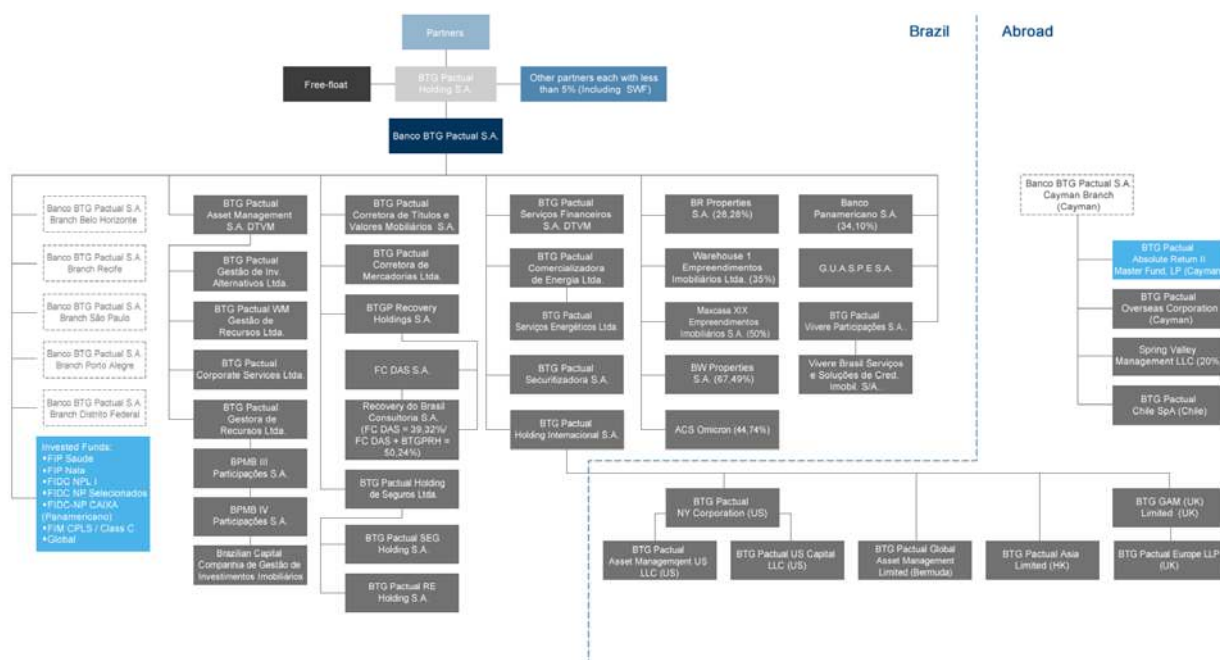 Brazil
Abroad
Partners
Free-float
BTG Pactual
Holding S.A.
Other partners each with less
than 5% (Including SWF)
Banco BTG Pactual S.A.
Banco BTG Pactual S.A.
Branch Belo Horizonte
Banco BTG Pactual S.A.
Branch Recife
Banco BTG Pactual S.A.
Branch São Paulo
Banco BTG Pactual S.A.
Branch Porto Alegre
Banco BTG Pactual S.A.
Branch Distrito Federal
Invested Funds:
•FIP Saúde
•FIP Nala
•FIDC NPL I
•FIDC NP Selecionados
•FIDC-NP CAIXA
(Panamericano)
•FIM CPLS / Class C
•Global
BTG Pactual
Asset Management
S.A. DTVM
BTG Pactual
Gestão de Inv.
Alternativos Ltda.
BTG Pactual WM
Gestão de
Recursos Ltda.
BTG Pactual
Corporate Services Ltda.
BTG Pactual
Gestora de
Recursos Ltda.
BPMB III
Participações S.A.
BPMB IV
Participações S.A.
Brazilian Capital
Companhia de Gestão de
Investimentos Imobiliários
BTG Pactual
Corretora de Títulos e
Valores Mobiliários S.A.
BTG Pactual
Corretora de
Mercadorias Ltda.
BTGP Recovery
Holdings S.A.
FC DAS S.A.
Recovery do Brasil
Consultoria S.A.
(FC DAS = 39,32%/
FC DAS + BTGPRH =
50,24%)
BTG Pactual Holding
de Seguros Ltda.
BTG Pactual SEG
Holding S.A.
BTG Pactual RE
Holding S.A.
BTG Pactual
Serviços Financeiros
S.A. DTVM
BTG Pactual
Comercializadora
de Energia Ltda.
BTG Pactual
Serviços Energéticos Ltda.
BTG Pactual
Securitizadora S.A.
BTG Pactual
Holding Internacional S.A.
BR Properties
S.A. (28,28%)
Warehouse 1
Empreendimentos
Imobiliários Ltda. (35%)
Maxcasa XIX
Empreendimentos
Imobiliários S.A. (50%)
BW Properties
S.A. (67,49%)
ACS Omicron (44,74%)
Banco
Panamericano S.A.
(34,10%)
G.U.A.S.P.E S.A.
BTG Pactual
Vivere Participações S.A.
Vivere Brasil Serviços
e Soluções de Cred.
Imobil. S/A.
Banco BTG Pactual S.A.
Cayman Branch
(Cayman)
BTG Pactual
Absolute Return II
Master Fund, LP (Cayman)
BTG Pactual
Overseas Corporation
(Cayman)
Spring Valley
Management LLC (20%)
BTG Pactual
Chile SpA (Chile)
BTG Pactual
NY Corporation (US)
BTG GAM (UK)
Limited (UK)
BTG Pactual
Asset Managemqent US
LLC (US)
BTG Pactual US Capital
LLC (US)
BTG Pactual Global
Asset Management
Limited (Bermuda)
BTG Pactual Asia
Limited (HK)
BTG Pactual Europe LLP
(UK)